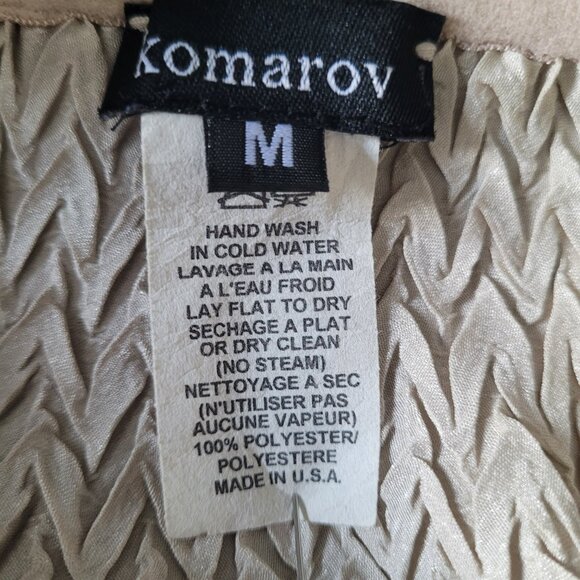 komarov
M
HAND WASH
IN COLD WATER
LAVAGE A LA MAIN
A L'EAU FROID
LAY FLAT TO DRY
SECHAGE A PLAT
OR DRY CLEAN
(NO STEAM)
NETTOYAGE A SEC
(N'UTILISER PAS
AUCUNE VAPEUR)
100% POLYESTER/
POLYESTERE
MADE IN U.S.A.